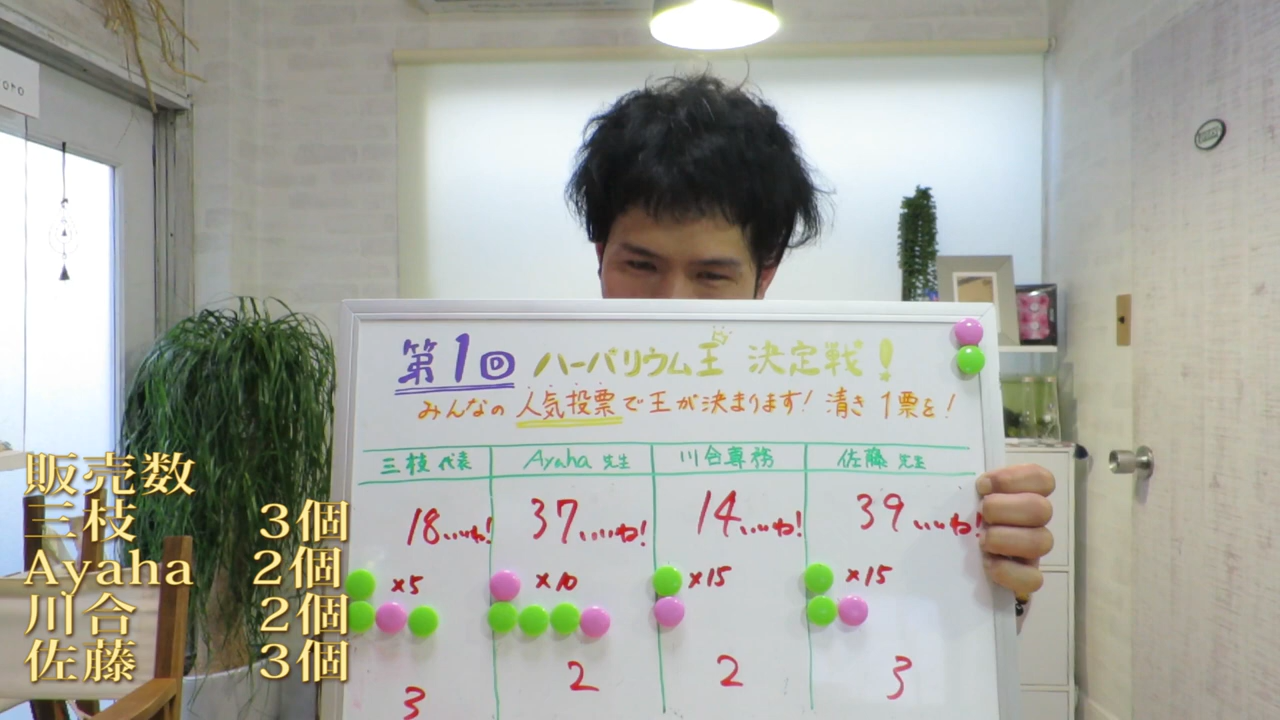 第1回 ハーバリウム王 決定戦!
みんなの 人気投票で王が決まります! 清き 1票を!
三枝 代表 Ayaha 先生 川合専務 佐藤 先生
18いいね! 37いいね! 14いいね! 39いいね!
×5 ×10 ×15 ×15
3 2 2 3
販売数
三枝 3個
Ayaha 2個
川合 2個
佐藤 3個